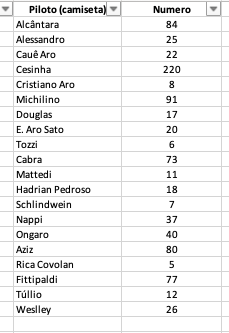 Piloto (camiseta) Numero
Alcântara 84
Alessandro 25
Cauê Aro 22
Cesinha 220
Cristiano Aro 8
Michilino 91
Douglas 17
E. Aro Sato 20
Tozzi 6
Cabra 73
Mattedi 11
Hadrian Pedroso 18
Schlindwein 7
Nappi 37
Ongaro 40
Aziz 80
Rica Covolan 5
Fittipaldi 77
Túllio 12
Weslley 26